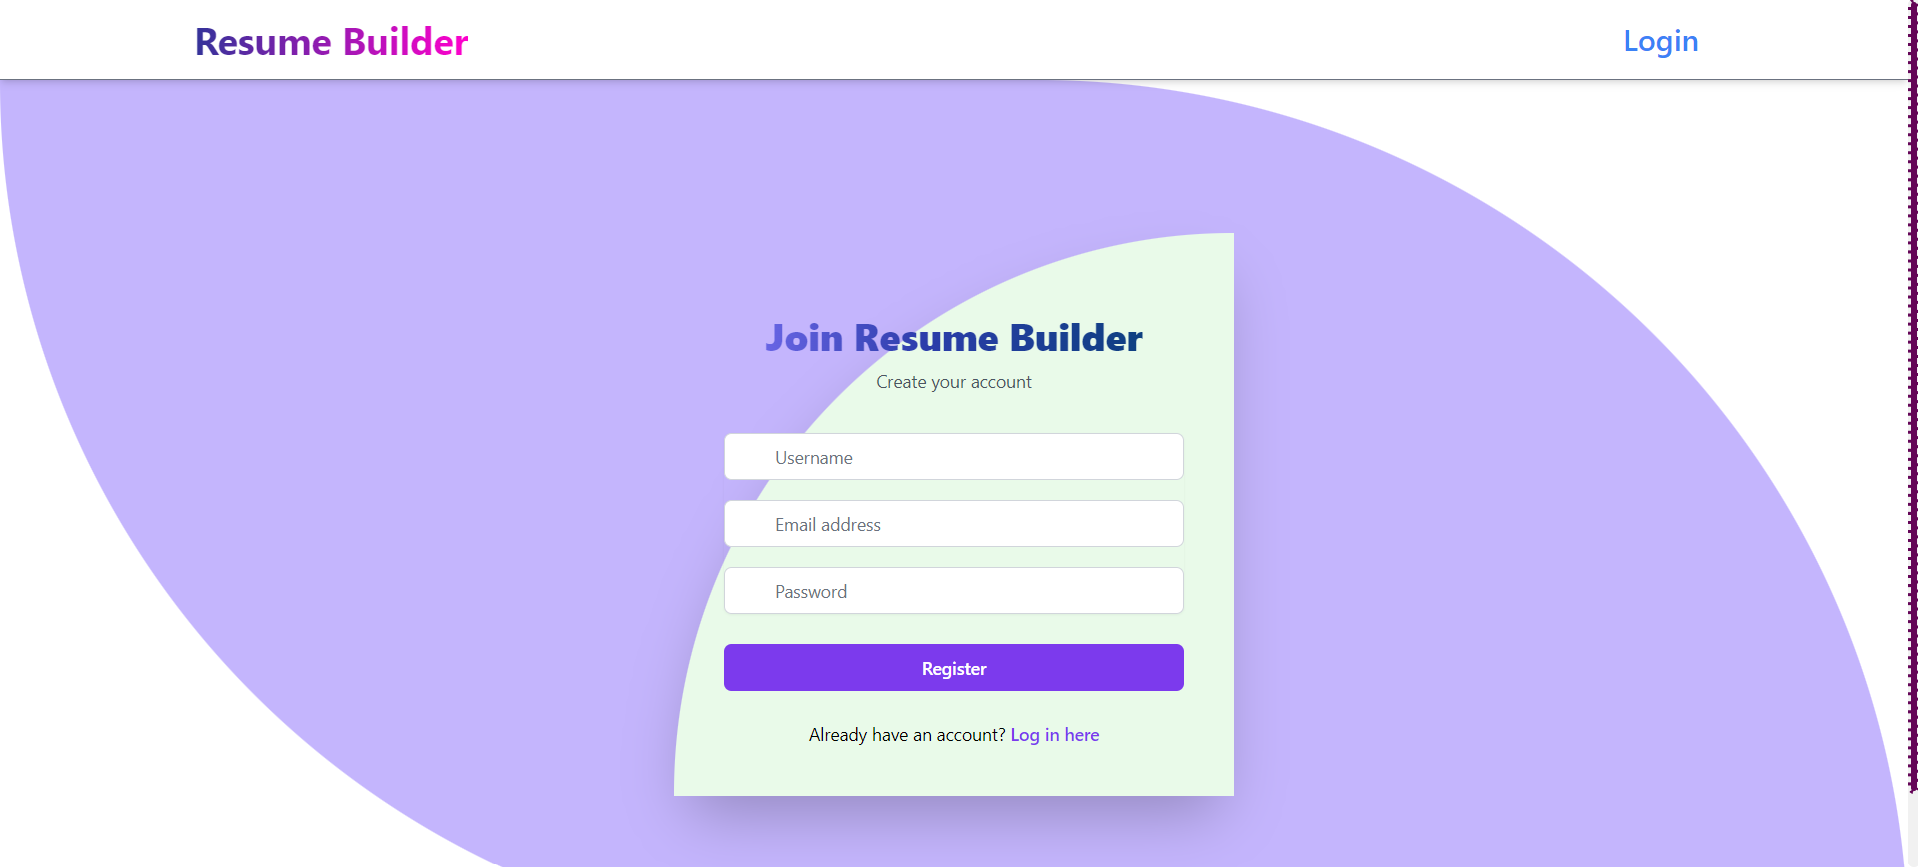 Resume Builder
Login
Join Resume Builder
Create your account
Username
Email address
Password
Register
Already have an account? Log in here